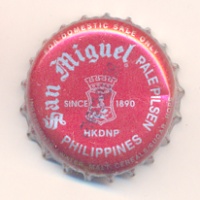 FOR DOMESTIC SALE ONLY
San Miguel
PALE PILSEN
SINCE 1890
HKDNP
PHILIPPINES